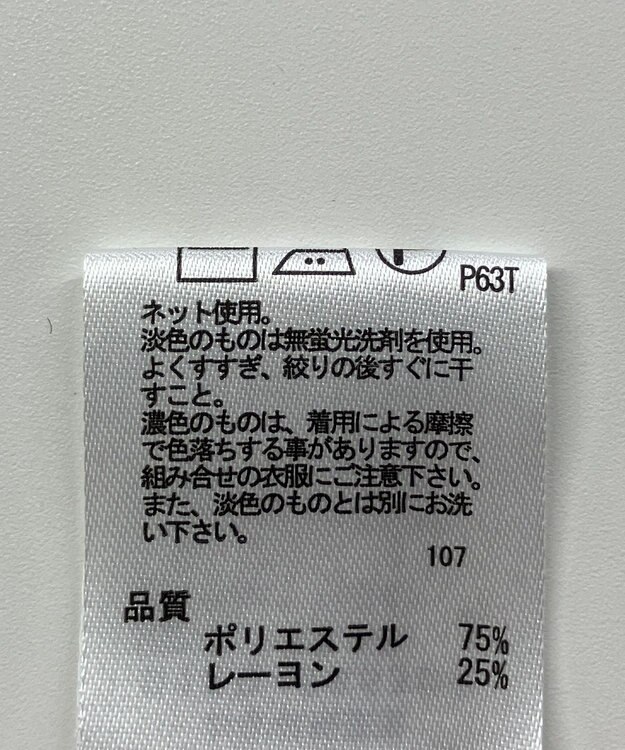 P63T
ネット使用。
淡色のものは無蛍光洗剤を使用。
よくすすぎ、絞りの後すぐに干
すこと。
濃色のものは、着用による摩擦
で色落ちする事がありますので、
組み合せの衣服にご注意下さい。
また、淡色のものとは別にお洗
い下さい。
107
品質
ポリエステル 75%
レーヨン 25%